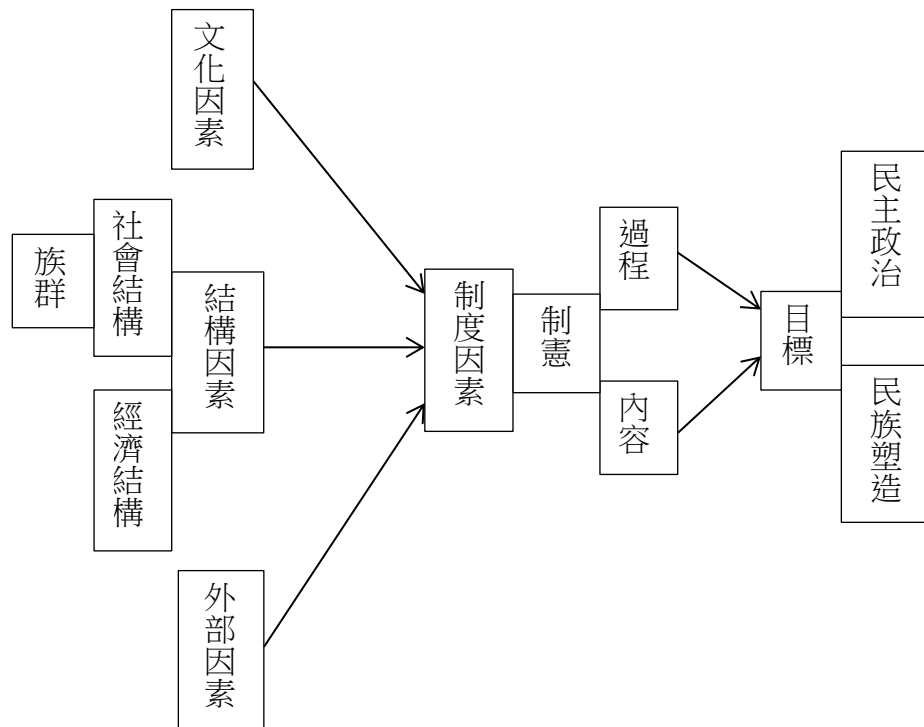 文化因素
族群
社會結構
經濟結構
結構因素
外部因素
制度因素
制憲
過程
內容
目標
民主政治
民族塑造